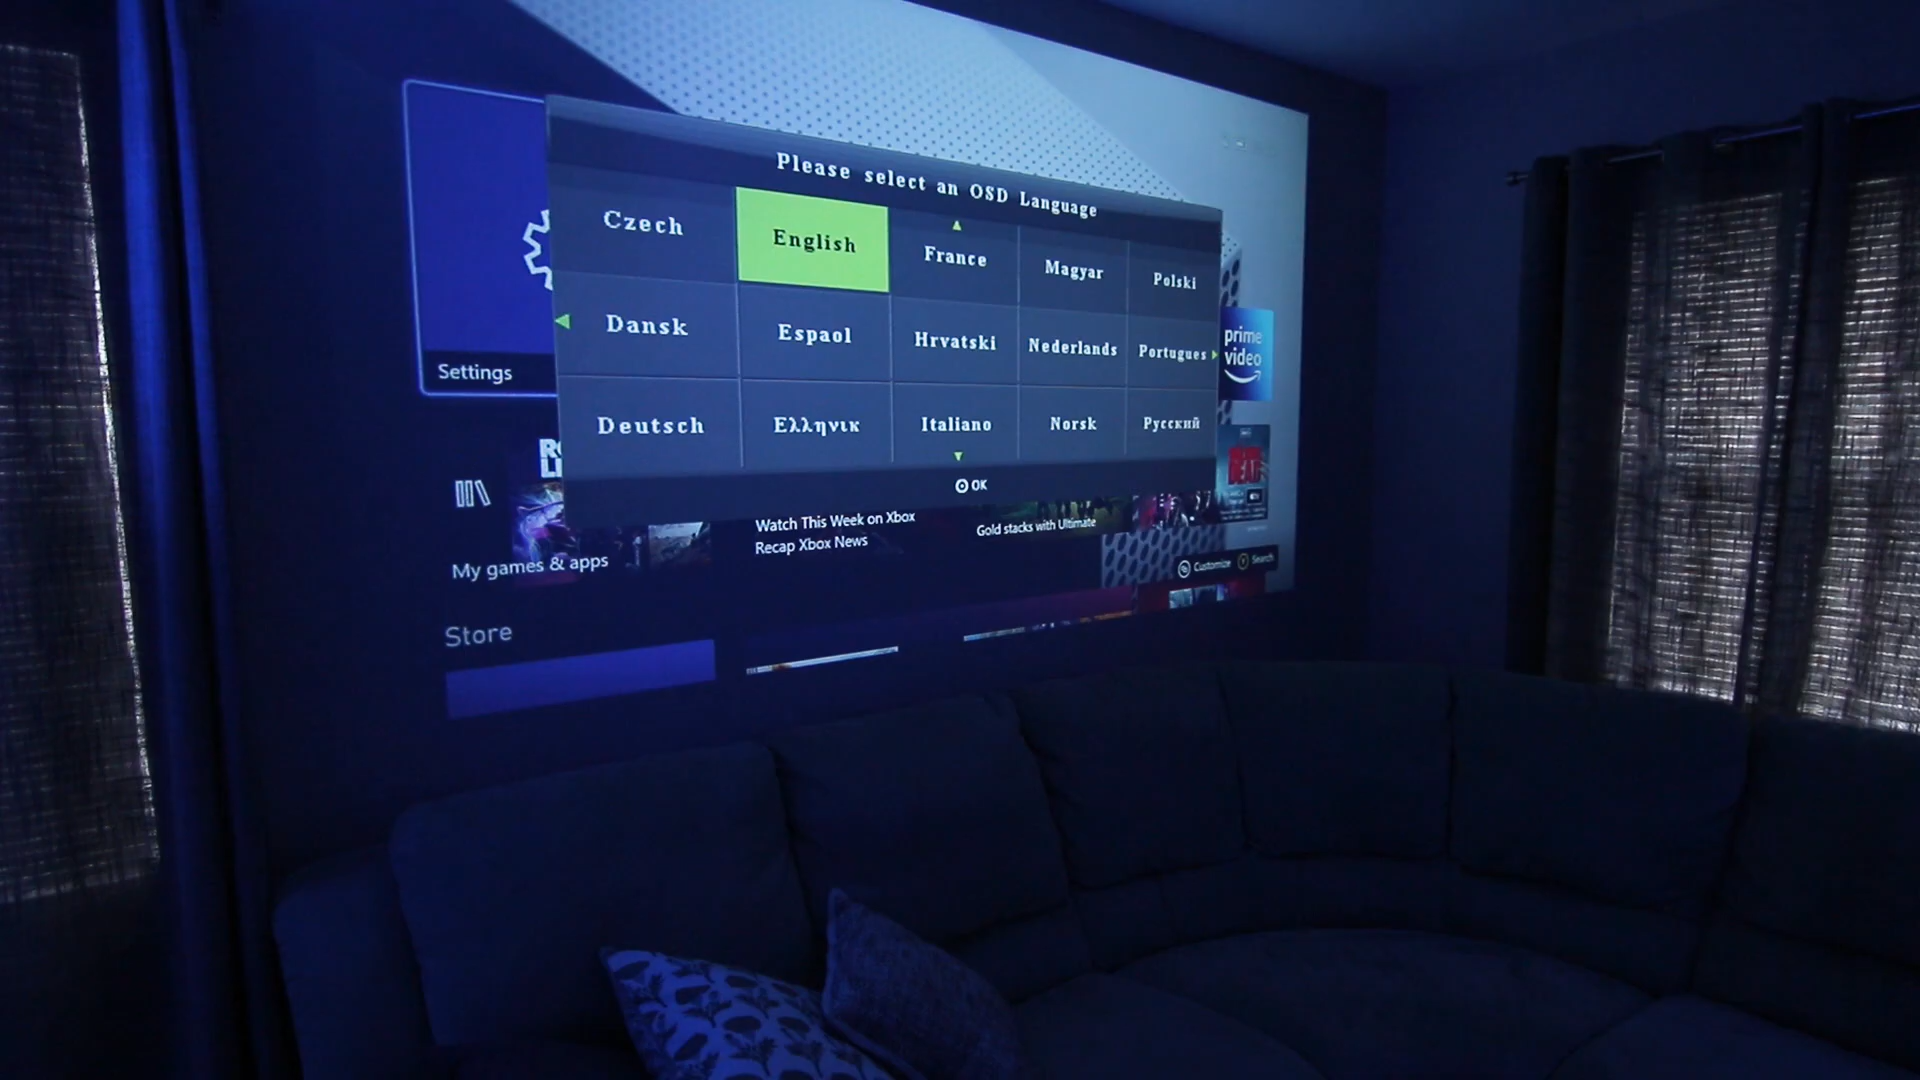 Please select an OSD Language
Czech
English
France
Magyar
Polski
Dansk
Espaol
Hrvatski
Nederlands
Portugues
Deutsch
Ελληνικ
Italiano
Norsk
Русский
OK
Settings
prime
video
My games & apps
Watch This Week on Xbox
Recap Xbox News
Gold stacks with Ultimate
Customize
Search
Store